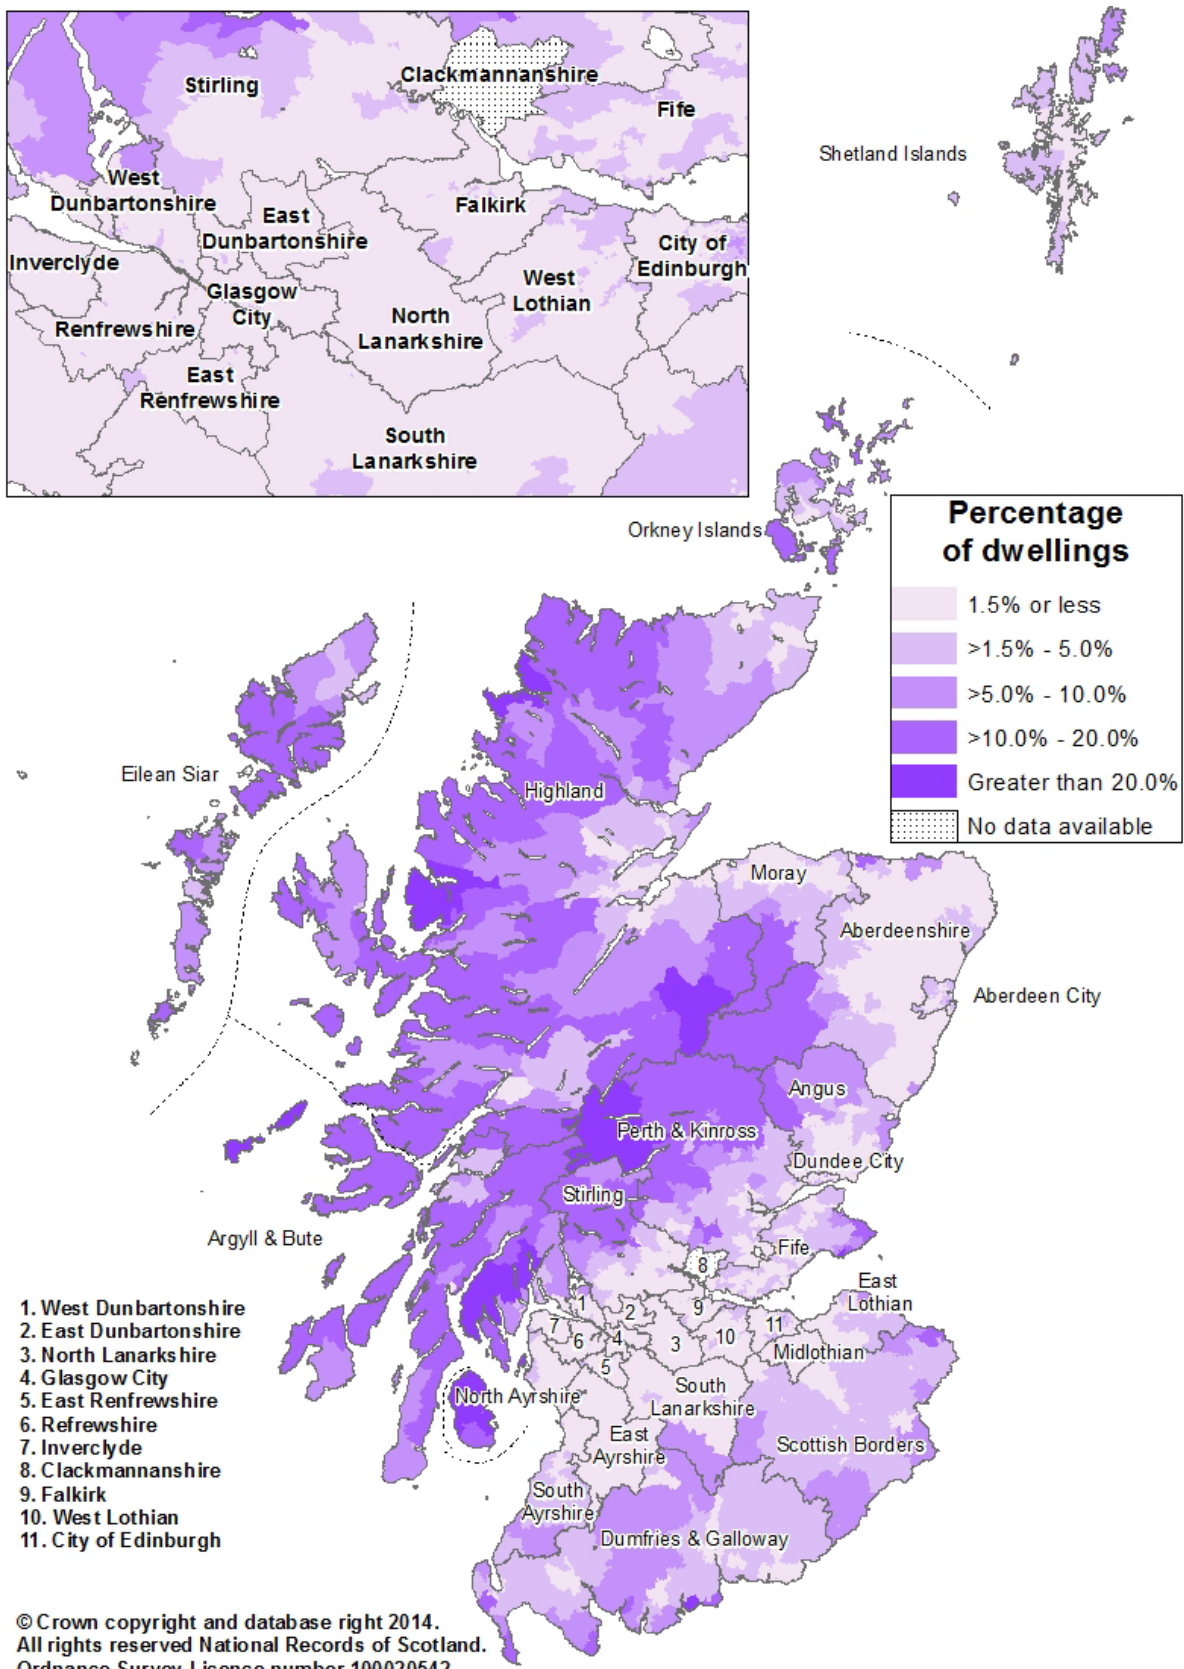 Stirling
Clackmannanshire
Fife
West
Dunbartonshire
East
Dunbartonshire
Falkirk
City of
Edinburgh
Inverclyde
Glasgow
City
West
Lothian
Renfrewshire
North
Lanarkshire
East
Renfrewshire
South
Lanarkshire
Shetland Islands
Orkney Islands
Percentage
of dwellings
1.5% or less
>1.5% - 5.0%
>5.0% - 10.0%
>10.0% - 20.0%
Greater than 20.0%
No data available
Eilean Siar
Highland
Moray
Aberdeenshire
Aberdeen City
Angus
Perth & Kinross
Dundee City
Stirling
Argyll & Bute
Fife
8
East
Lothian
1
2
9
11
7
6
4
3
10
Midlothian
5
North Ayrshire
South
Lanarkshire
East
Ayrshire
Scottish Borders
South
Ayrshire
Dumfries & Galloway
1. West Dunbartonshire
2. East Dunbartonshire
3. North Lanarkshire
4. Glasgow City
5. East Renfrewshire
6. Refrewshire
7. Inverclyde
8. Clackmannanshire
9. Falkirk
10. West Lothian
11. City of Edinburgh
© Crown copyright and database right 2014.
All rights reserved National Records of Scotland.
Ordnance Survey Licence number 100020542